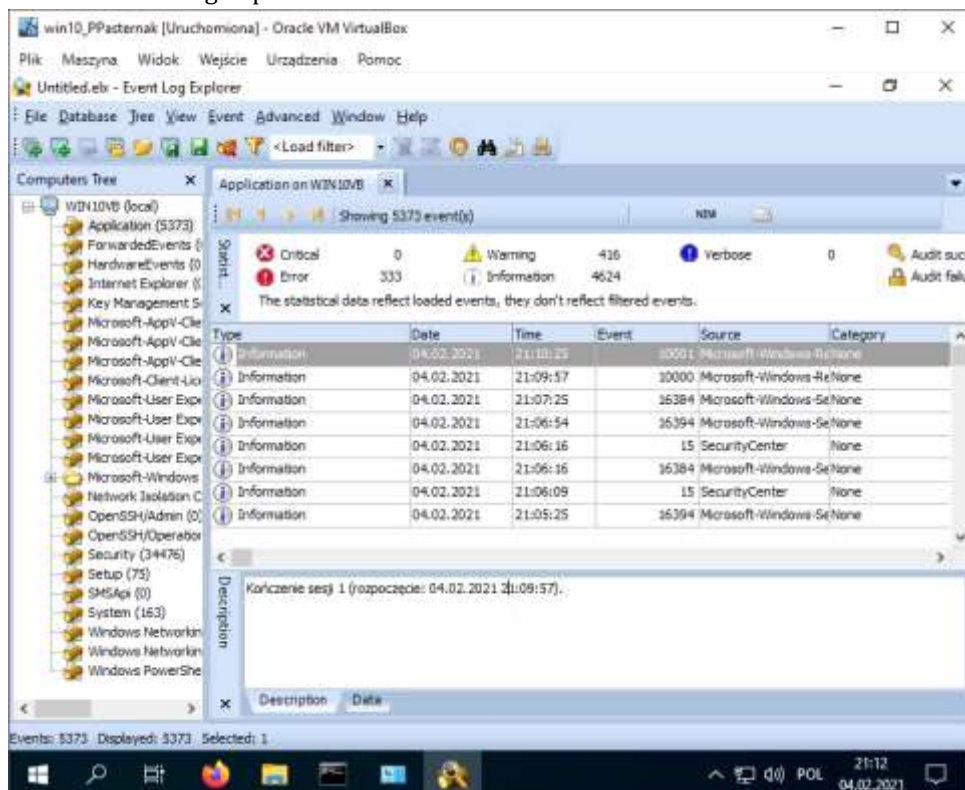 win10_PPasternak [Uruchomiona] - Oracle VM VirtualBox
Plik Maszyna Widok Wejście Urządzenia Pomoc
Untitled.elx - Event Log Explorer
File Database Tree View Event Advanced Window Help
<Load filter>
Computers Tree
Application on WIN10VB
WIN10VB (local)
Application (5373)
ForwardedEvents (
HardwareEvents (0
Internet Explorer (
Key Management S
Microsoft-AppV-Clie
Microsoft-AppV-Clie
Microsoft-AppV-Clie
Microsoft-Client-Lice
Microsoft-User Expe
Microsoft-User Expe
Microsoft-User Expe
Microsoft-User Expe
Microsoft-Windows
Network Isolation C
OpenSSH/Admin (0)
OpenSSH/Operation
Security (34476)
Setup (75)
SMSApi (0)
System (163)
Windows Networkin
Windows Networkin
Windows PowerShe
Showing 5373 event(s)
NEW
Statist...
Critical 0 Warning 416 Verbose 0 Audit suc
Error 333 Information 4624 Audit failu
The statistical data reflect loaded events, they don't reflect filtered events.
Type Date Time Event Source Category
Information 04.02.2021 21:10:25 10001 Microsoft-Windows-Re None
Information 04.02.2021 21:09:57 10000 Microsoft-Windows-Re None
Information 04.02.2021 21:07:25 16384 Microsoft-Windows-Se None
Information 04.02.2021 21:06:54 16394 Microsoft-Windows-Se None
Information 04.02.2021 21:06:16 15 SecurityCenter None
Information 04.02.2021 21:06:16 16384 Microsoft-Windows-Se None
Information 04.02.2021 21:06:09 15 SecurityCenter None
Information 04.02.2021 21:05:25 16394 Microsoft-Windows-Se None
Description
Kończenie sesji 1 (rozpoczęcie: 04.02.2021 21:09:57).
Description Data
Events: 5373 Displayed: 5373 Selected: 1
POL
21:12
04.02.2021